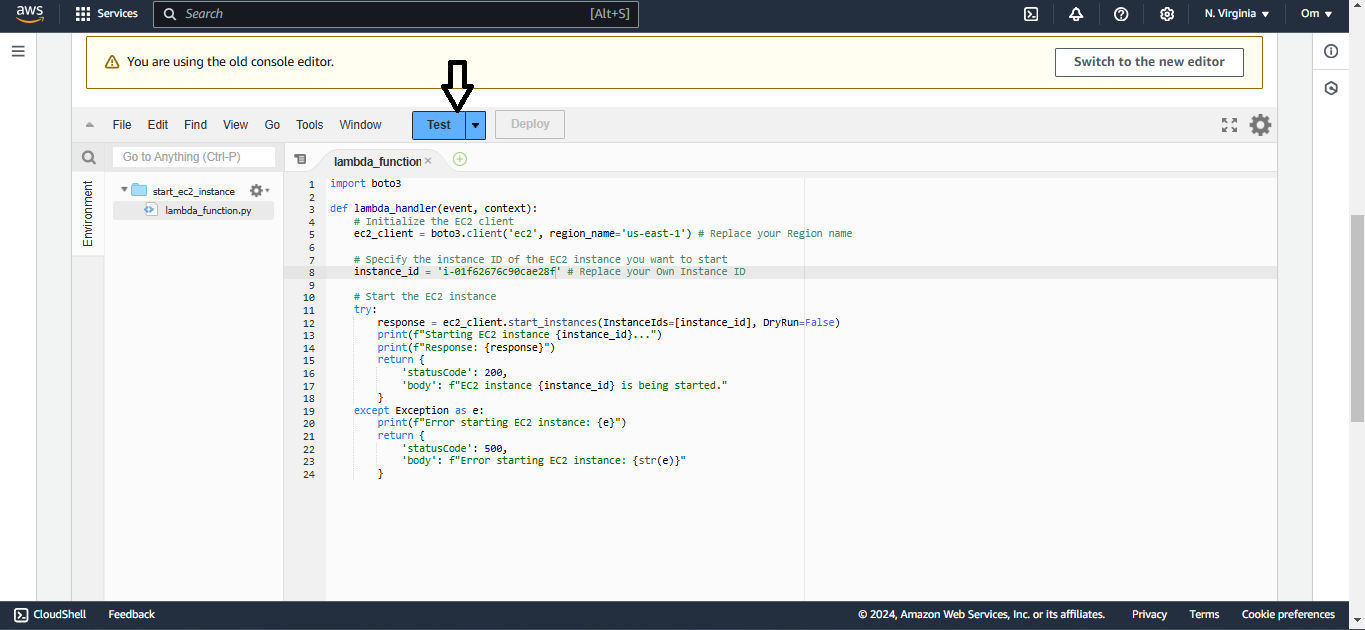 aws Services Search [Alt+S] N. Virginia Om
You are using the old console editor. Switch to the new editor
File Edit Find View Go Tools Window Test Deploy
Go to Anything (Ctrl-P) lambda_function
Environment
start_ec2_instance
lambda_function.py
1 import boto3
2
3 def lambda_handler(event, context):
4 # Initialize the EC2 client
5 ec2_client = boto3.client('ec2', region_name='us-east-1') # Replace your Region name
6
7 # Specify the instance ID of the EC2 instance you want to start
8 instance_id = 'i-01f62676c90cae28f' # Replace your Own Instance ID
9
10 # Start the EC2 instance
11 try:
12 response = ec2_client.start_instances(InstanceIds=[instance_id], DryRun=False)
13 print(f"Starting EC2 instance {instance_id}...")
14 print(f"Response: {response}")
15 return {
16 'statusCode': 200,
17 'body': f"EC2 instance {instance_id} is being started."
18 }
19 except Exception as e:
20 print(f"Error starting EC2 instance: {e}")
21 return {
22 'statusCode': 500,
23 'body': f"Error starting EC2 instance: {str(e)}"
24 }
CloudShell Feedback © 2024, Amazon Web Services, Inc. or its affiliates. Privacy Terms Cookie preferences